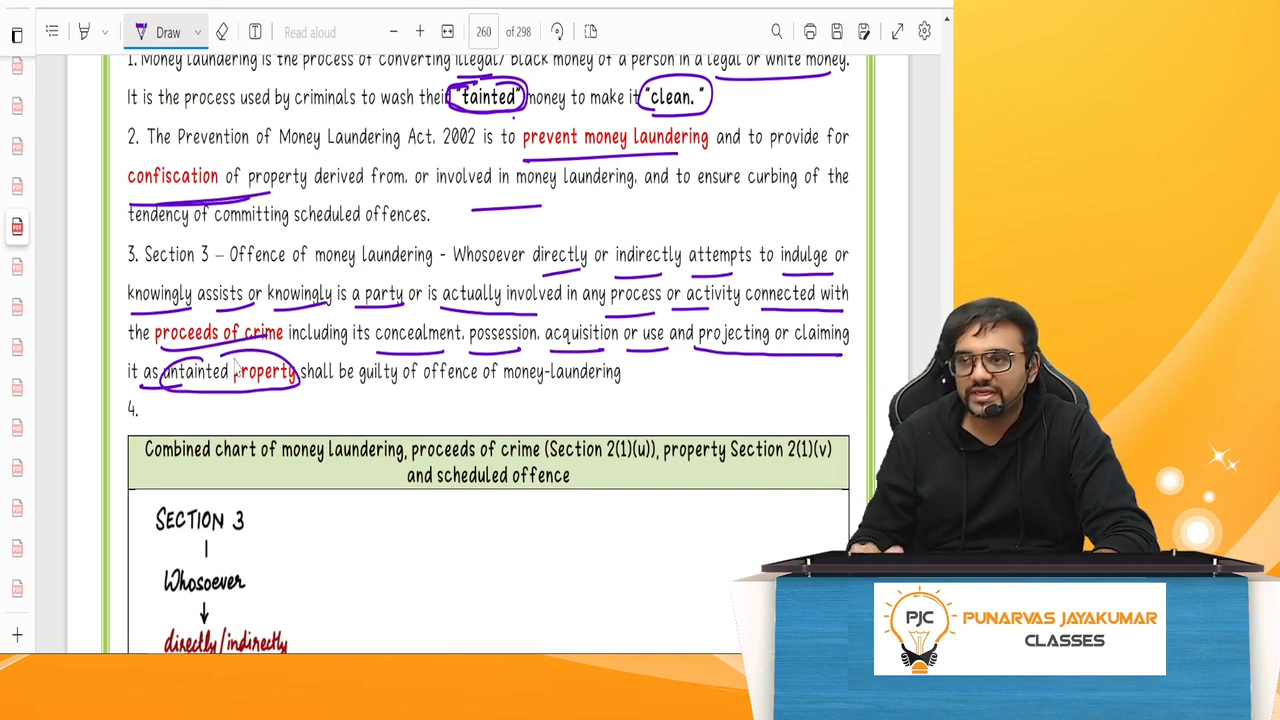 Draw
Read aloud
260
of 298
1. Money laundering is the process of converting illegal/ black money of a person in a legal or white money.
It is the process used by criminals to wash their "tainted" money to make it "clean. "
2. The Prevention of Money Laundering Act, 2002 is to prevent money laundering and to provide for
confiscation of property derived from, or involved in money laundering, and to ensure curbing of the
tendency of committing scheduled offences.
3. Section 3 – Offence of money laundering - Whosoever directly or indirectly attempts to indulge or
knowingly assists or knowingly is a party or is actually involved in any process or activity connected with
the proceeds of crime including its concealment, possession, acquisition or use and projecting or claiming
it as untainted property shall be guilty of offence of money-laundering
4.
Combined chart of money laundering, proceeds of crime (Section 2(1)(u)), property Section 2(1)(v)
and scheduled offence
SECTION 3
Whosoever
directly/indirectly
PJC
PUNARVAS JAYAKUMAR
CLASSES